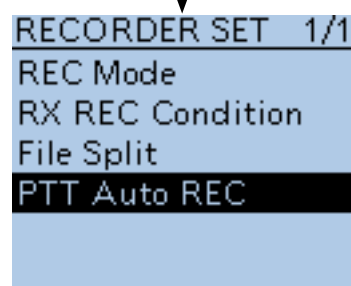 RECORDER SET 1/1
REC Mode
RX REC Condition
File Split
PTT Auto REC